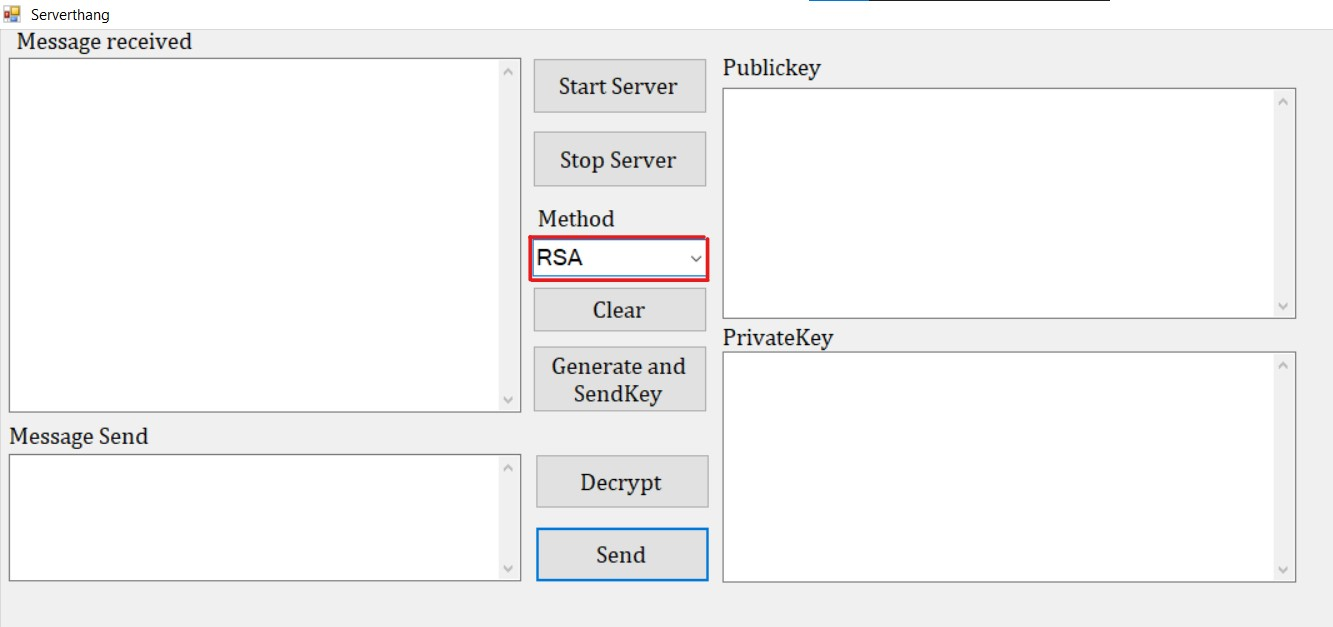 Serverthang
Message received
Start Server
Publickey
Stop Server
Method
RSA
Clear
PrivateKey
Generate and
SendKey
Message Send
Decrypt
Send